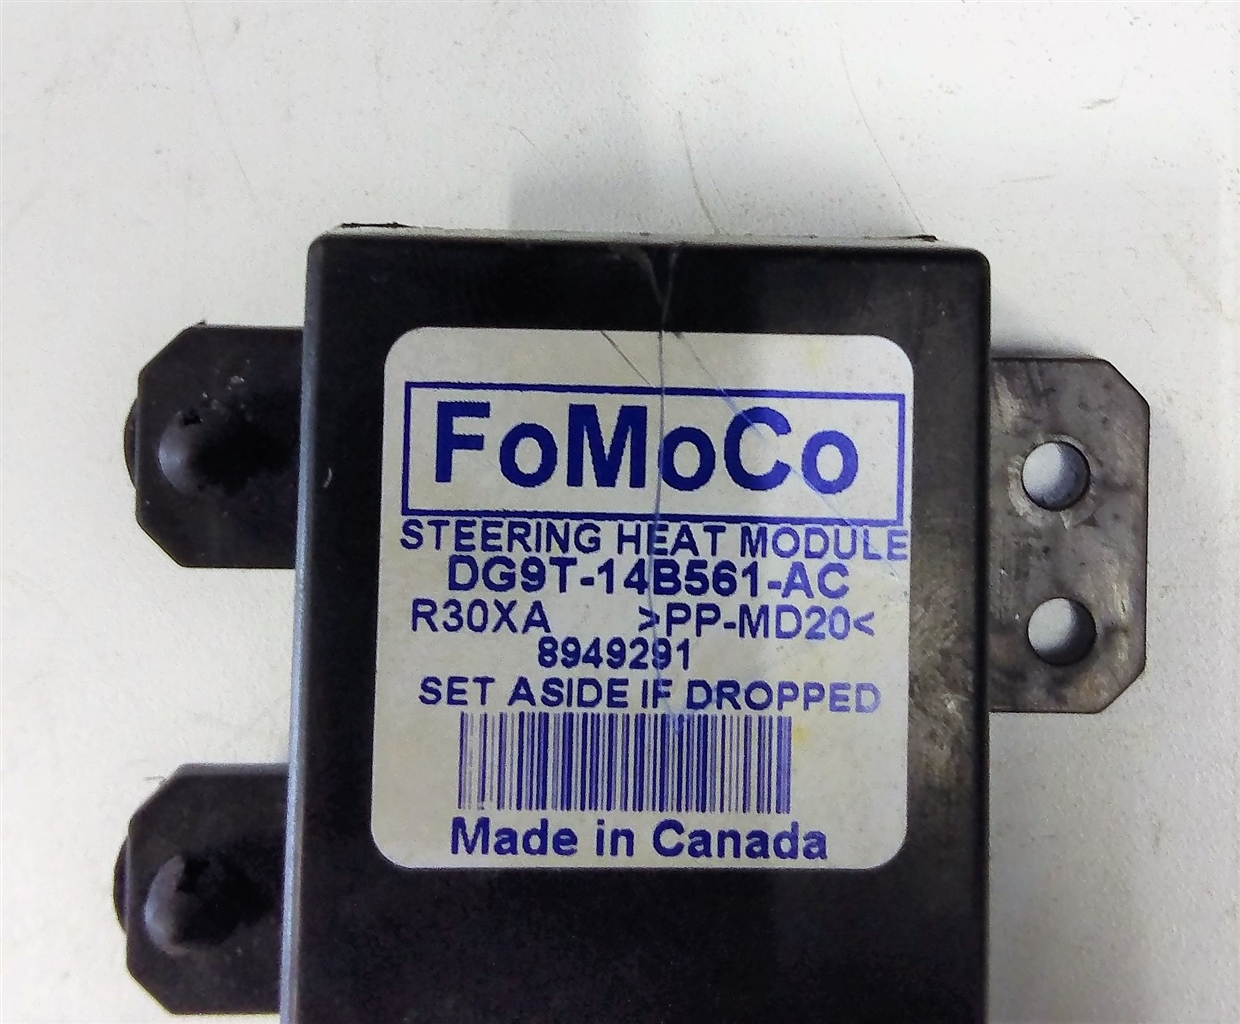 FoMoCo
STEERING HEAT MODULE
DG9T-14B561-AC
R30XA >PP-MD20<
8949291
SET ASIDE IF DROPPED
Made in Canada